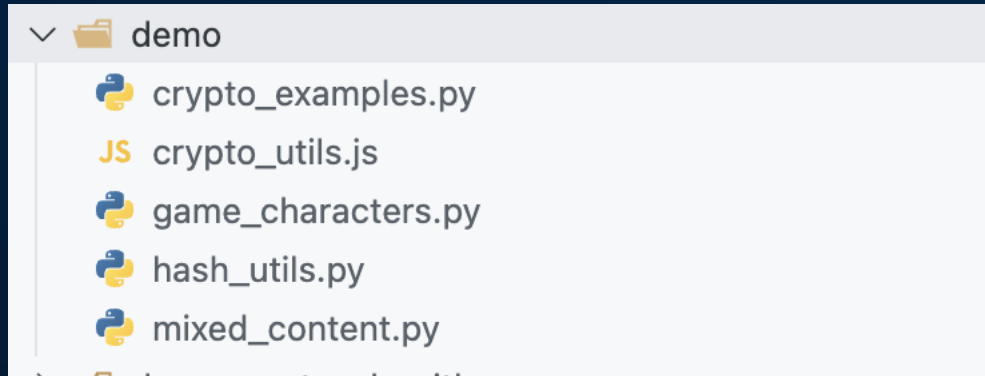 demo
crypto_examples.py
JS crypto_utils.js
game_characters.py
hash_utils.py
mixed_content.py